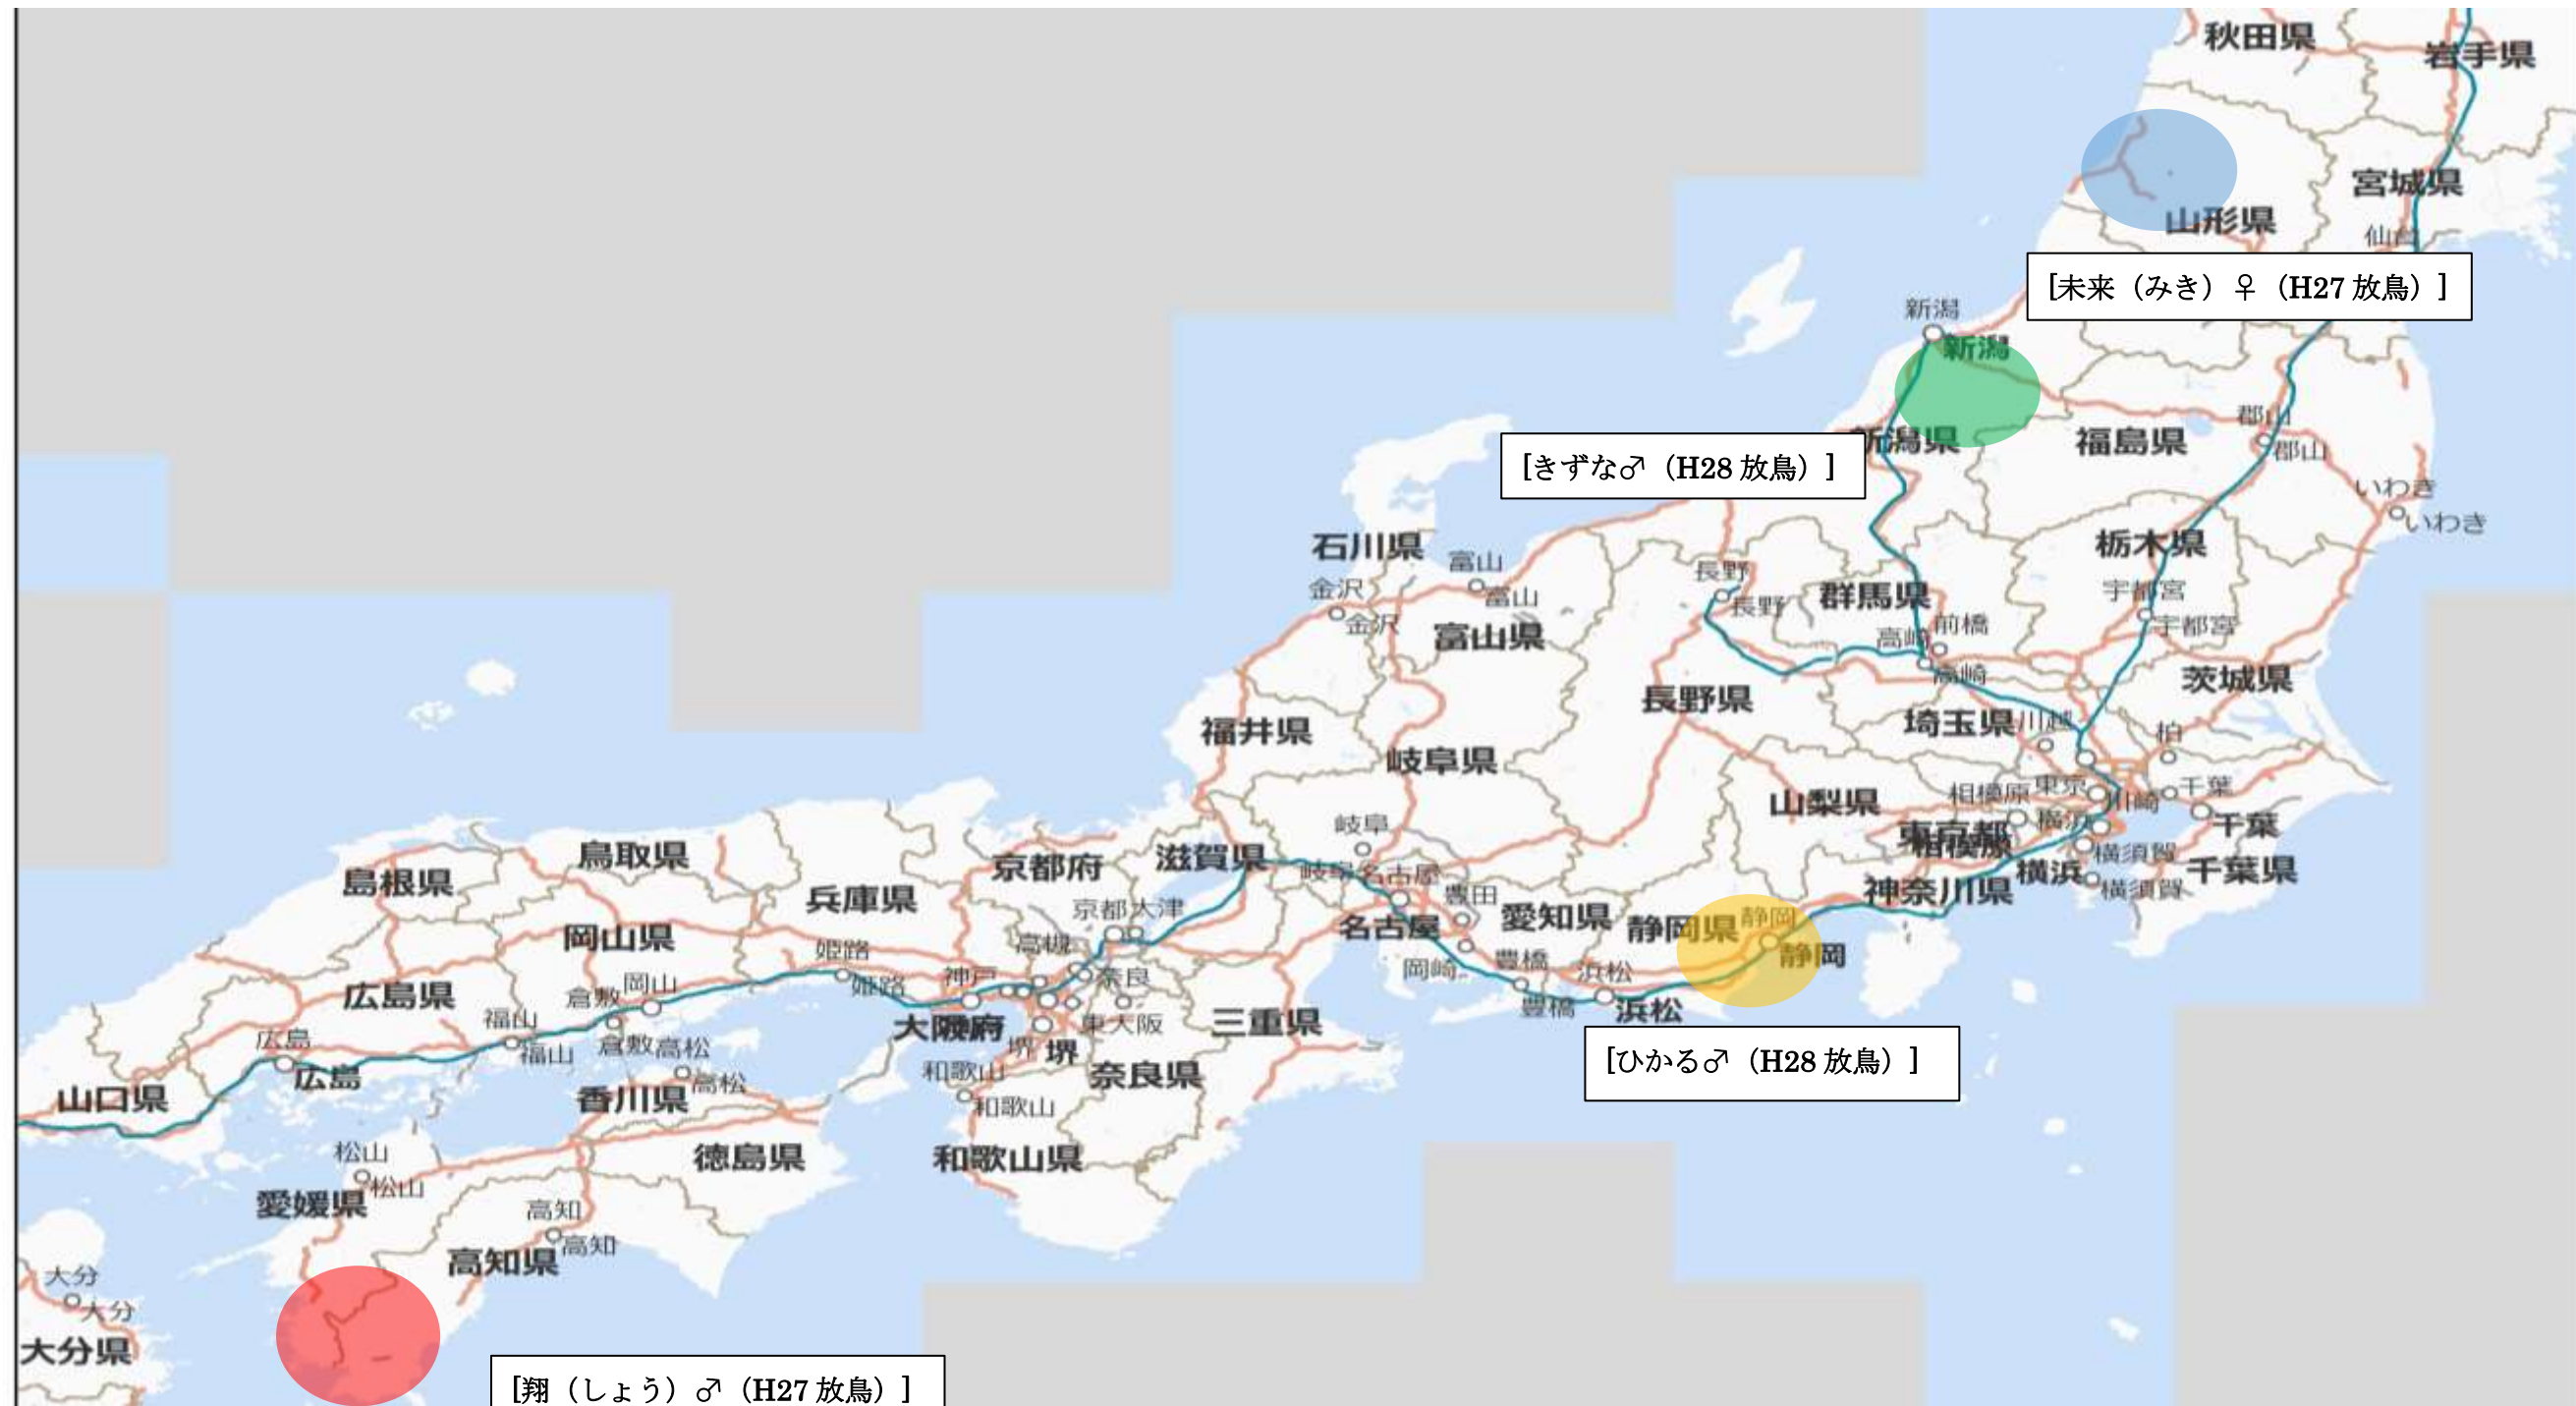 秋田県
岩手県
宮城県
山形県
仙台
[未来（みき）♀（H27 放鳥）]
新潟
新潟
新潟県
[きずな♂（H28 放鳥）]
福島県
郡山
郡山
いわき
いわき
石川県
富山
富山
金沢
金沢
富山県
長野
長野
群馬県
栃木県
宇都宮
宇都宮
前橋
高崎
高崎
茨城県
長野県
埼玉県
川越
柏
福井県
岐阜県
山梨県
相模原
東京
川崎
千葉
千葉
東京都
相模原
横浜
横浜
横須賀
横須賀
千葉県
神奈川県
岐阜
岐阜
名古屋
名古屋
豊田
愛知県
静岡県
静岡
静岡
岡崎
豊橋
豊橋
浜松
浜松
[ひかる♂（H28 放鳥）]
島根県
鳥取県
兵庫県
京都府
滋賀県
京都
大津
高槻
岡山県
岡山
倉敷
倉敷
姫路
姫路
神戸
奈良
東大阪
大阪府
堺
堺
三重県
奈良県
広島県
広島
広島
福山
福山
高松
高松
香川県
和歌山
和歌山
和歌山県
山口県
徳島県
松山
松山
愛媛県
高知
高知
高知県
大分
大分
大分県
[翔（しょう）♂（H27 放鳥）]